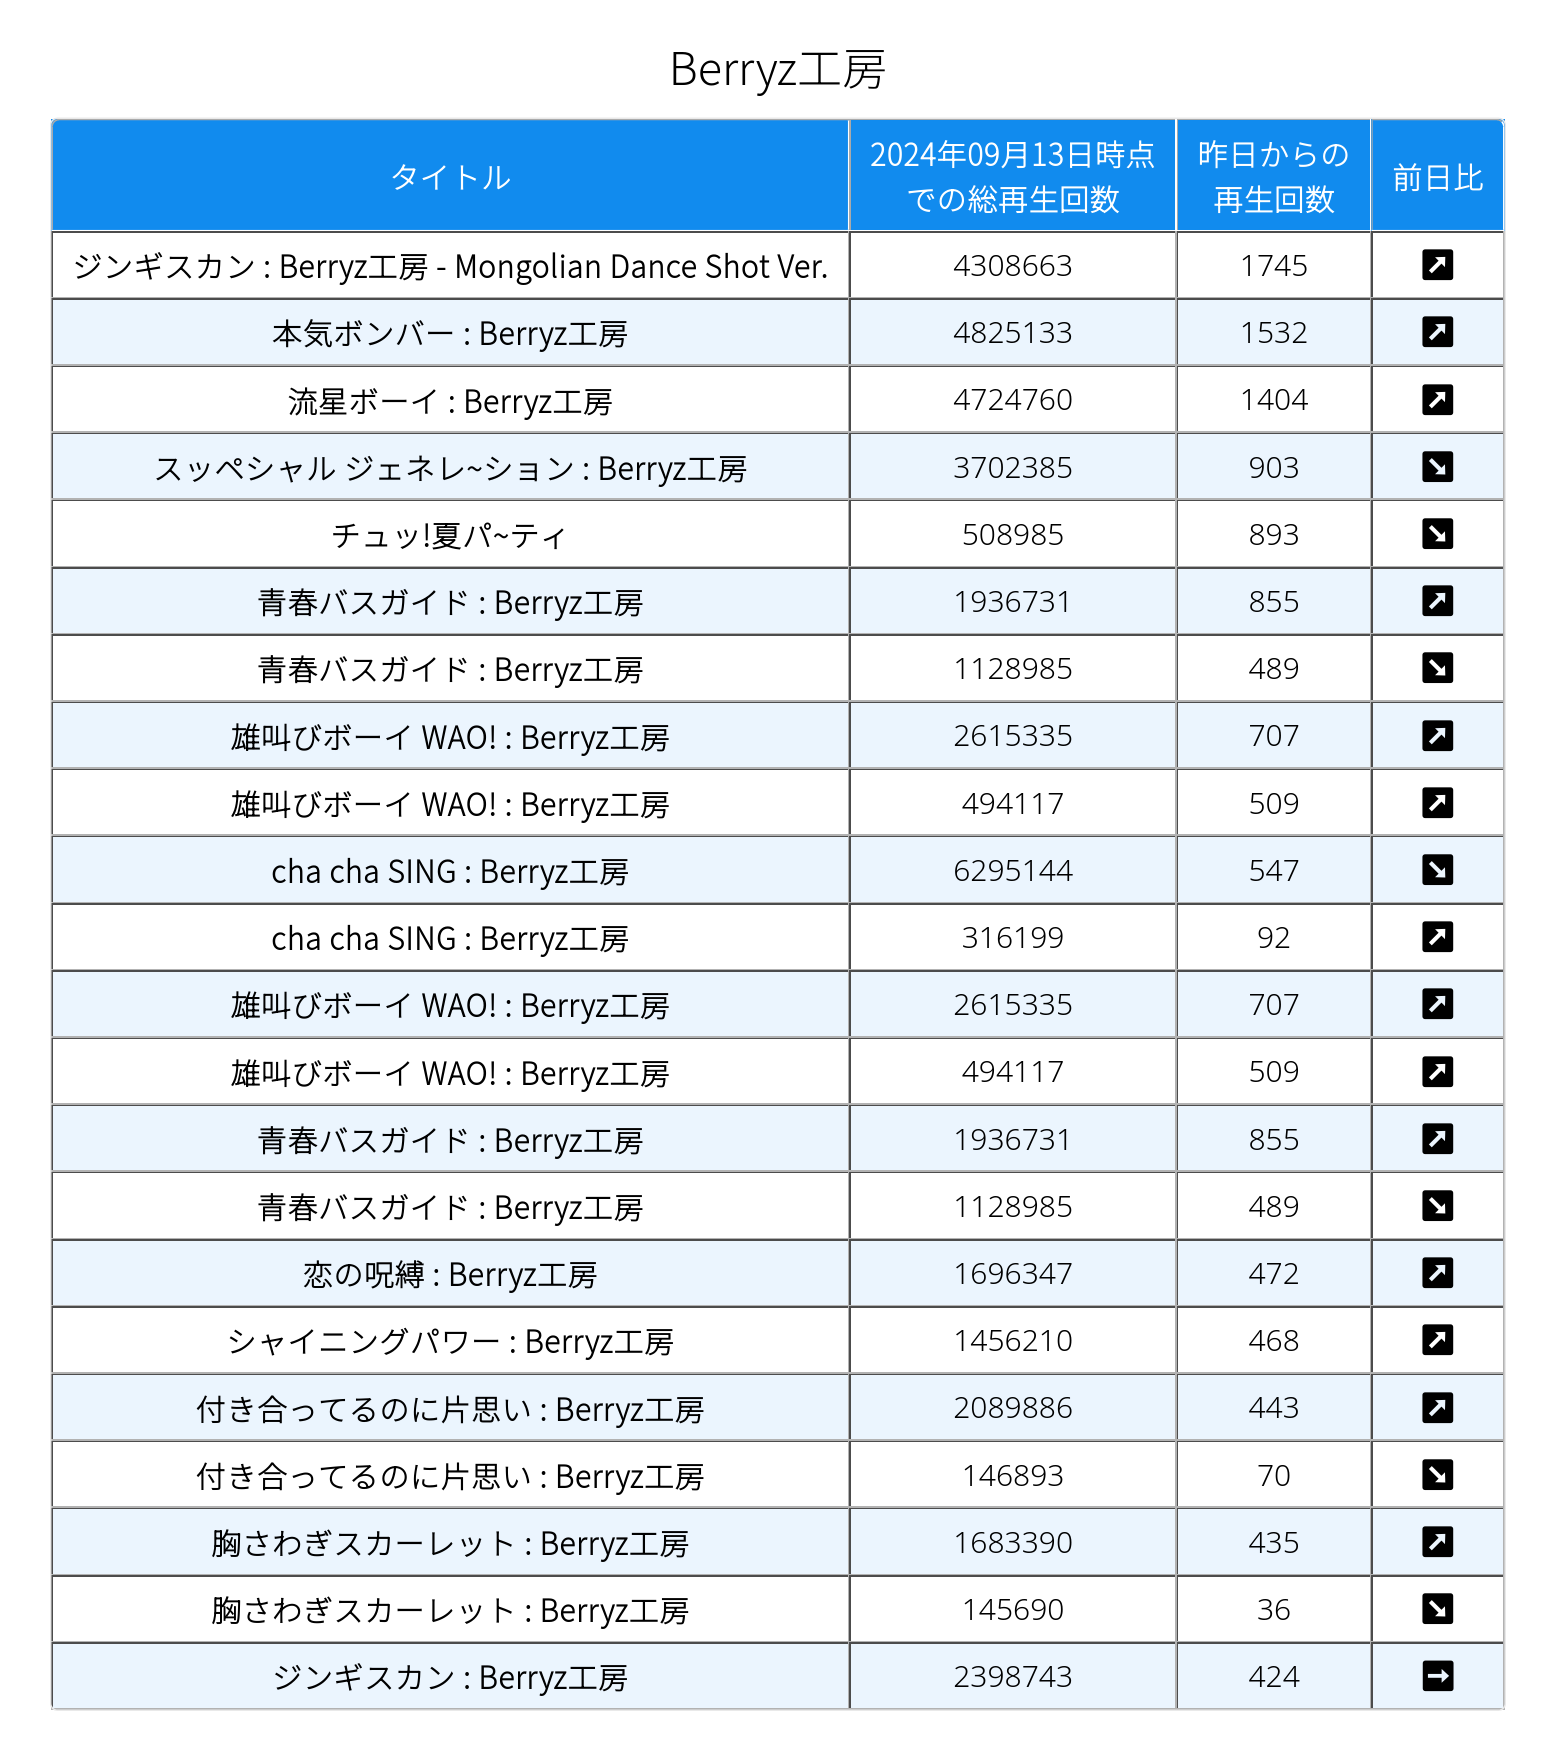 Berryz工房
タイトル
2024年09月13日時点
での総再生回数
昨日からの
再生回数
前日比
ジンギスカン : Berryz工房 - Mongolian Dance Shot Ver. 4308663 1745
本気ボンバー : Berryz工房 4825133 1532
流星ボーイ : Berryz工房 4724760 1404
スッペシャル ジェネレ~ション : Berryz工房 3702385 903
チュッ!夏パ~ティ 508985 893
青春バスガイド : Berryz工房 1936731 855
青春バスガイド : Berryz工房 1128985 489
雄叫びボーイ WAO! : Berryz工房 2615335 707
雄叫びボーイ WAO! : Berryz工房 494117 509
cha cha SING : Berryz工房 6295144 547
cha cha SING : Berryz工房 316199 92
雄叫びボーイ WAO! : Berryz工房 2615335 707
雄叫びボーイ WAO! : Berryz工房 494117 509
青春バスガイド : Berryz工房 1936731 855
青春バスガイド : Berryz工房 1128985 489
恋の呪縛 : Berryz工房 1696347 472
シャイニングパワー : Berryz工房 1456210 468
付き合ってるのに片思い : Berryz工房 2089886 443
付き合ってるのに片思い : Berryz工房 146893 70
胸さわぎスカーレット : Berryz工房 1683390 435
胸さわぎスカーレット : Berryz工房 145690 36
ジンギスカン : Berryz工房 2398743 424